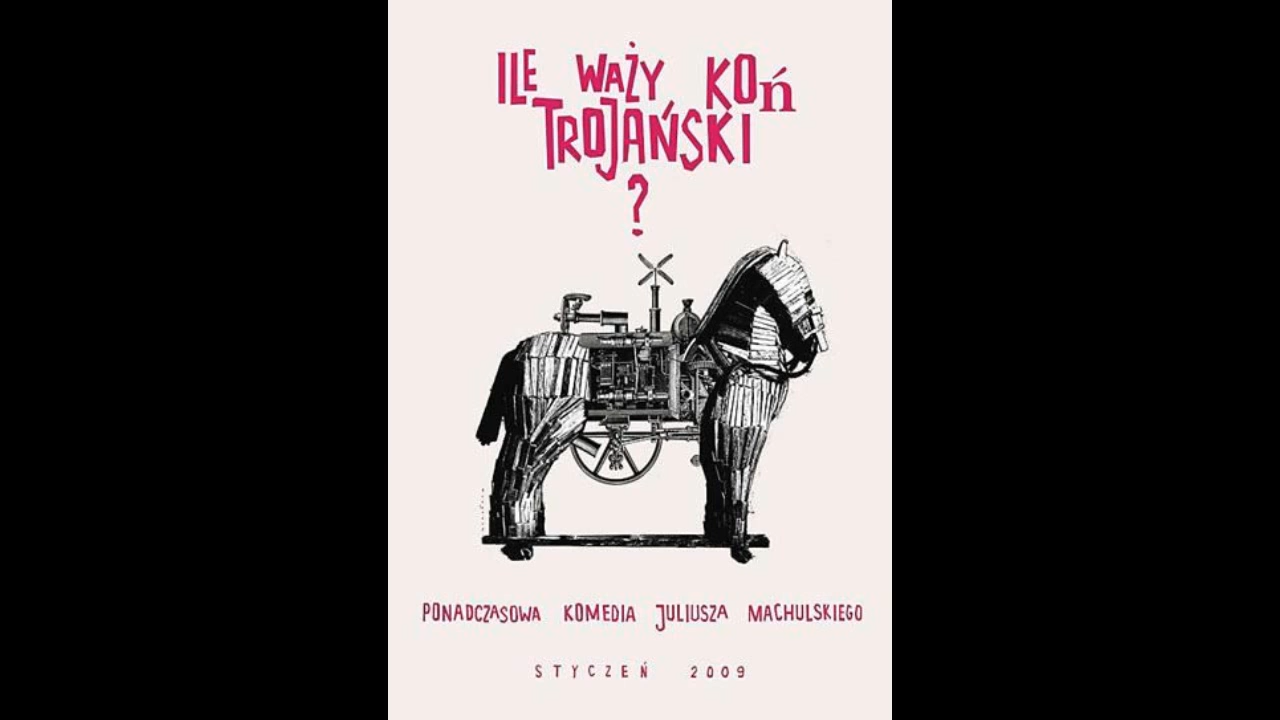 ILE WAŻY KOń
TROJAŃSKI
?
PONADCZASOWA KOMEDIA JULIUSZA MACHULSKIEGO
STYCZEŃ 2009